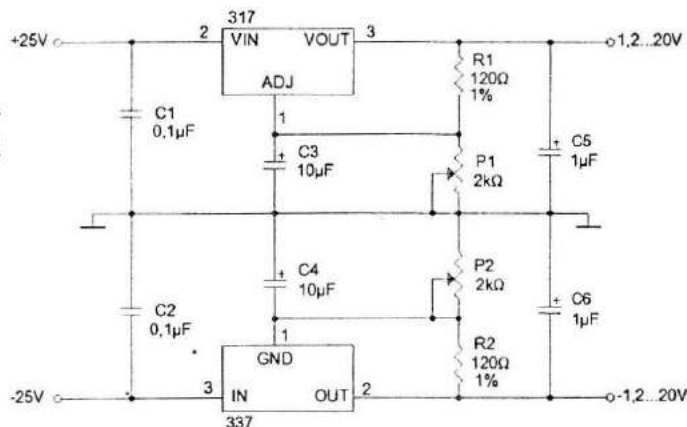 317
+25V
2
VIN
VOUT
3
1,2...20V
ADJ
R1
120Ω
1%
1
C1
0,1µF
+
C3
10µF
P1
2kΩ
+
C5
1µF
+
C4
10µF
P2
2kΩ
C2
0,1µF
+
C6
1µF
1
GND
R2
120Ω
1%
-25V
3
IN
OUT
2
-1,2...20V
337